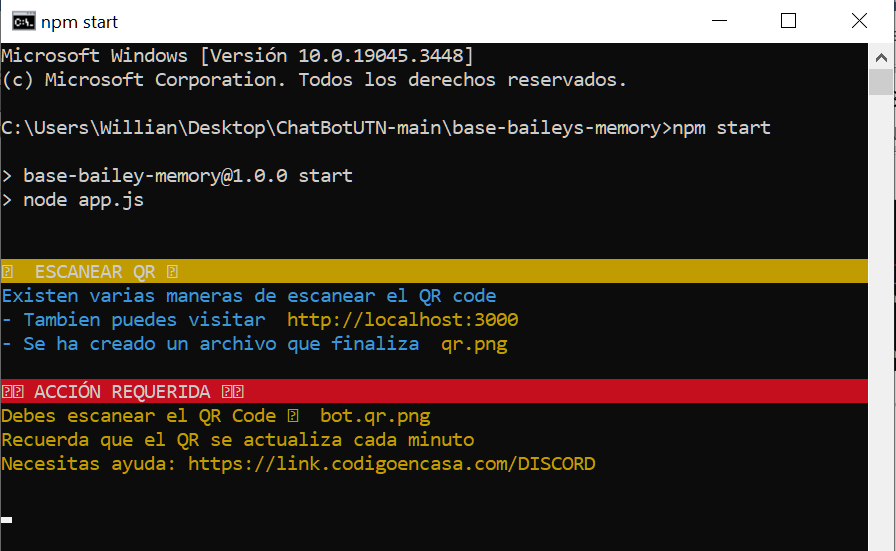 npm start
Microsoft Windows [Versión 10.0.19045.3448]
(c) Microsoft Corporation. Todos los derechos reservados.
C:\Users\Willian\Desktop\ChatBotUTN-main\base-baileys-memory>npm start
> base-bailey-memory@1.0.0 start
> node app.js
ESCANEAR QR
Existen varias maneras de escanear el QR code
- Tambien puedes visitar  http://localhost:3000
- Se ha creado un archivo que finaliza  qr.png
ACCIÓN REQUERIDA
Debes escanear el QR Code  bot.qr.png
Recuerda que el QR se actualiza cada minuto
Necesitas ayuda: https://link.codigoencasa.com/DISCORD